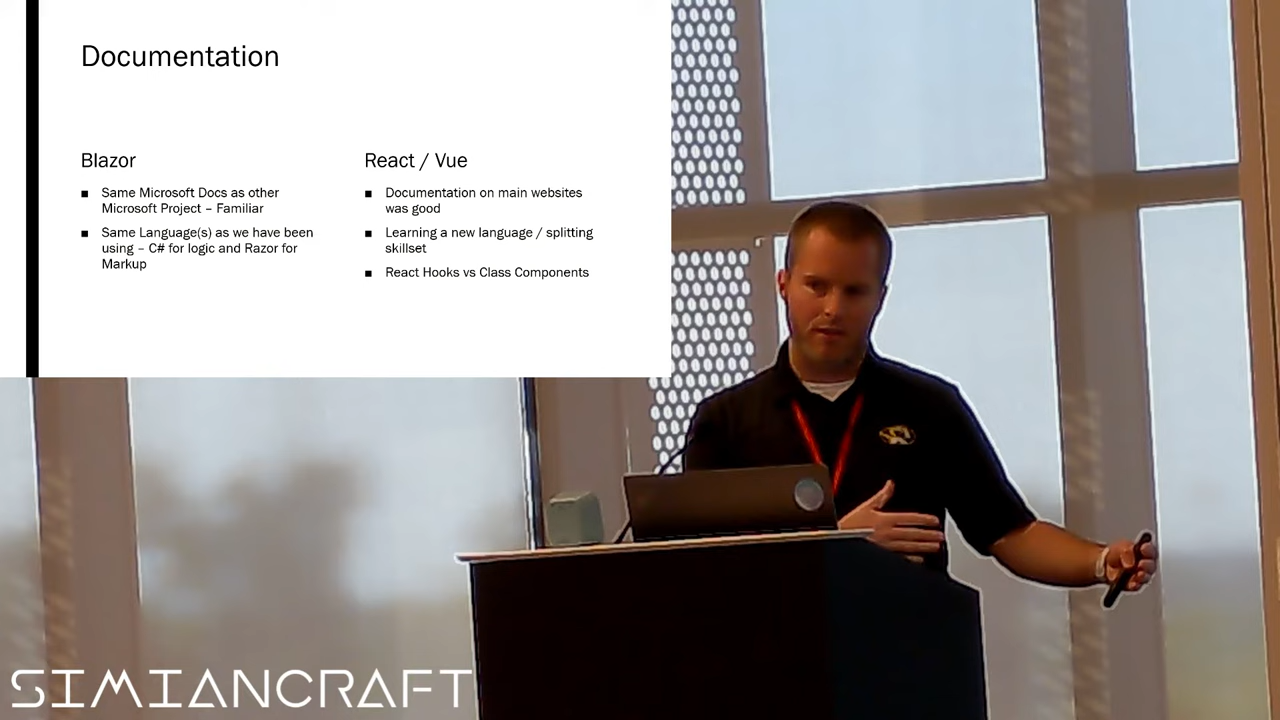 Documentation
Blazor
Same Microsoft Docs as other
Microsoft Project – Familiar
Same Language(s) as we have been
using – C# for logic and Razor for
Markup
React / Vue
Documentation on main websites
was good
Learning a new language / splitting
skillset
React Hooks vs Class Components
SIMIANCRAFT